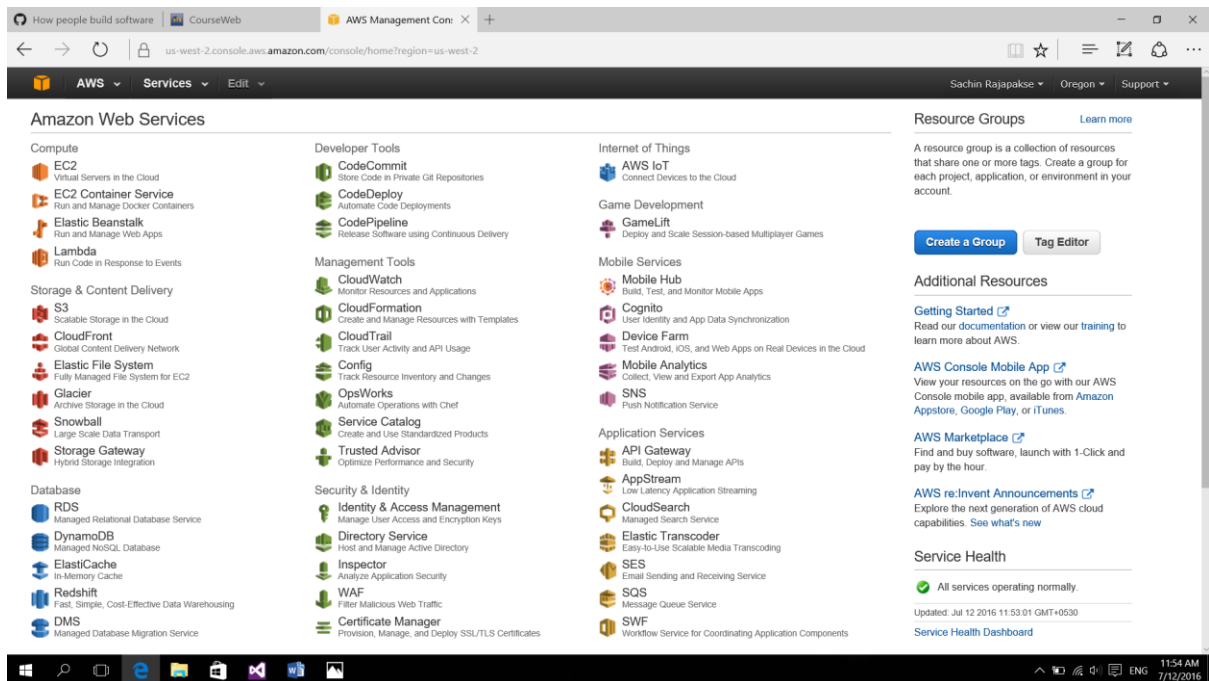 How people build software
CourseWeb
AWS Management Con:
us-west-2.console.aws.amazon.com/console/home?region=us-west-2
AWS
Services
Edit
Sachin Rajapakse
Oregon
Support
Amazon Web Services
Compute
EC2
Virtual Servers in the Cloud
EC2 Container Service
Run and Manage Docker Containers
Elastic Beanstalk
Run and Manage Web Apps
Lambda
Run Code in Response to Events
Storage & Content Delivery
S3
Scalable Storage in the Cloud
CloudFront
Global Content Delivery Network
Elastic File System
Fully Managed File System for EC2
Glacier
Archive Storage in the Cloud
Snowball
Large Scale Data Transport
Storage Gateway
Hybrid Storage Integration
Database
RDS
Managed Relational Database Service
DynamoDB
Managed NoSQL Database
ElastiCache
In-Memory Cache
Redshift
Fast, Simple, Cost-Effective Data Warehousing
DMS
Managed Database Migration Service
Developer Tools
CodeCommit
Store Code in Private Git Repositories
CodeDeploy
Automate Code Deployments
CodePipeline
Release Software using Continuous Delivery
Management Tools
CloudWatch
Monitor Resources and Applications
CloudFormation
Create and Manage Resources with Templates
CloudTrail
Track User Activity and API Usage
Config
Track Resource Inventory and Changes
OpsWorks
Automate Operations with Chef
Service Catalog
Create and Use Standardized Products
Trusted Advisor
Optimize Performance and Security
Security & Identity
Identity & Access Management
Manage User Access and Encryption Keys
Directory Service
Host and Manage Active Directory
Inspector
Analyze Application Security
WAF
Filter Malicious Web Traffic
Certificate Manager
Provision, Manage, and Deploy SSL/TLS Certificates
Internet of Things
AWS IoT
Connect Devices to the Cloud
Game Development
GameLift
Deploy and Scale Session-based Multiplayer Games
Mobile Services
Mobile Hub
Build, Test, and Monitor Mobile Apps
Cognito
User Identity and App Data Synchronization
Device Farm
Test Android, iOS, and Web Apps on Real Devices in the Cloud
Mobile Analytics
Collect, View and Export App Analytics
SNS
Push Notification Service
Application Services
API Gateway
Build, Deploy and Manage APIs
AppStream
Low Latency Application Streaming
CloudSearch
Managed Search Service
Elastic Transcoder
Easy-to-Use Scalable Media Transcoding
SES
Email Sending and Receiving Service
SQS
Message Queue Service
SWF
Workflow Service for Coordinating Application Components
Resource Groups
Learn more
A resource group is a collection of resources
that share one or more tags. Create a group for
each project, application, or environment in your
account.
Create a Group
Tag Editor
Additional Resources
Getting Started
Read our documentation or view our training to
learn more about AWS.
AWS Console Mobile App
View your resources on the go with our AWS
Console mobile app, available from Amazon
Appstore, Google Play, or iTunes.
AWS Marketplace
Find and buy software, launch with 1-Click and
pay by the hour.
AWS re:Invent Announcements
Explore the next generation of AWS cloud
capabilities. See what's new
Service Health
All services operating normally.
Updated: Jul 12 2016 11:53:01 GMT+0530
Service Health Dashboard
ENG
11:54 AM
7/12/2016